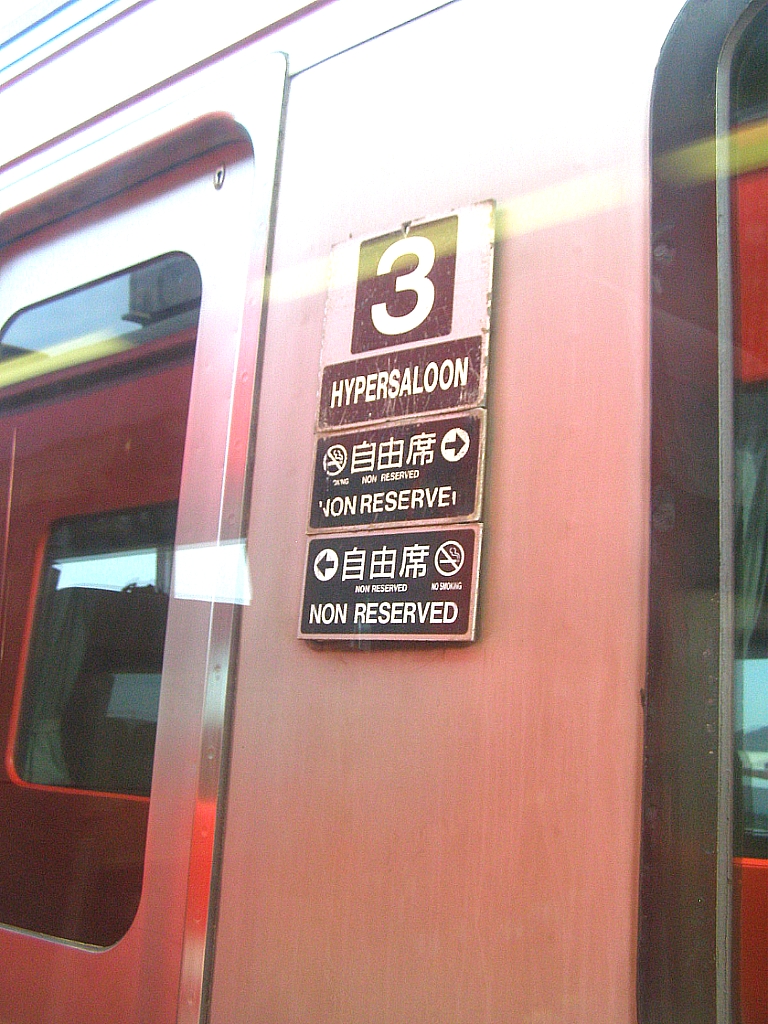 3
HYPERSALOON
自由席
NON RESERVED
NON RESERVE
自由席
NON RESERVED NO SMOKING
NON RESERVED